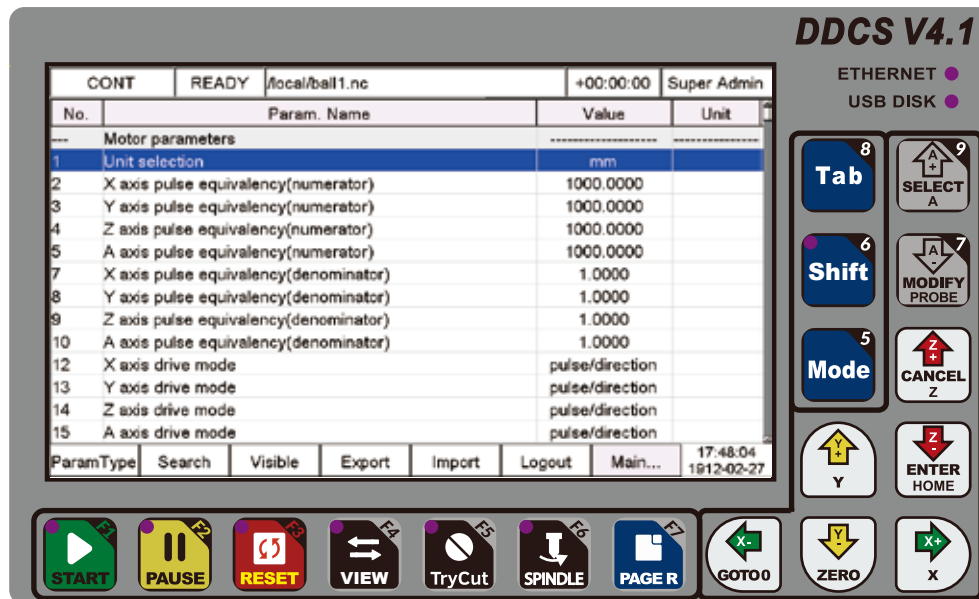 DDCS V4.1
ETHERNET
USB DISK
CONT READY /local/ball1.nc +00:00:00 Super Admin
No. Param. Name Value Unit
--- Motor parameters ------------------- ---------------
1 Unit selection mm
2 X axis pulse equivalency(numerator) 1000.0000
3 Y axis pulse equivalency(numerator) 1000.0000
4 Z axis pulse equivalency(numerator) 1000.0000
5 A axis pulse equivalency(numerator) 1000.0000
7 X axis pulse equivalency(denominator) 1.0000
8 Y axis pulse equivalency(denominator) 1.0000
9 Z axis pulse equivalency(denominator) 1.0000
10 A axis pulse equivalency(denominator) 1.0000
12 X axis drive mode pulse/direction
13 Y axis drive mode pulse/direction
14 Z axis drive mode pulse/direction
15 A axis drive mode pulse/direction
ParamType Search Visible Export Import Logout Main... 17:48:04
1912-02-27
Tab 8
A + 9
SELECT
A
Shift 6
A - 7
MODIFY
PROBE
Mode 5
Z +
CANCEL
Z
Y +
Y
Z -
ENTER
HOME
START F1
PAUSE F2
RESET F3
VIEW F4
TryCut F5
SPINDLE F6
PAGE R F7
X-
GOTO 0
Y -
ZERO
X+
X